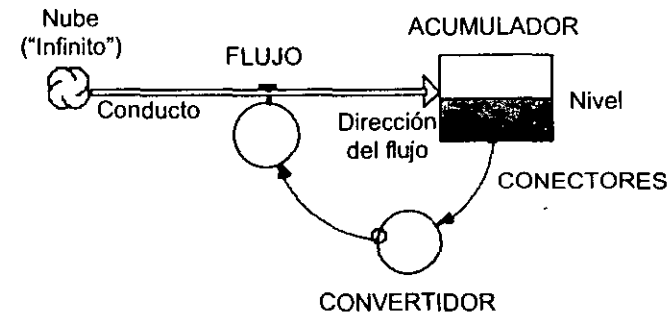 Nube
("Infinito")
FLUJO
ACUMULADOR
Conducto
Dirección
del flujo
Nivel
CONECTORES
CONVERTIDOR